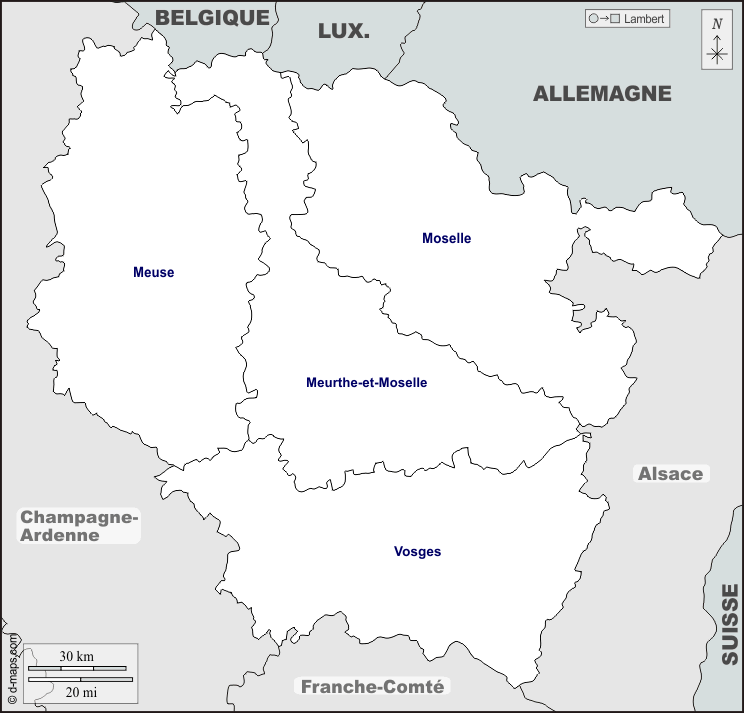 BELGIQUE
LUX.
Lambert
N
ALLEMAGNE
Moselle
Meuse
Meurthe-et-Moselle
Alsace
Champagne-
Ardenne
Vosges
SUISSE
30 km
20 mi
Franche-Comté
© d-maps.com